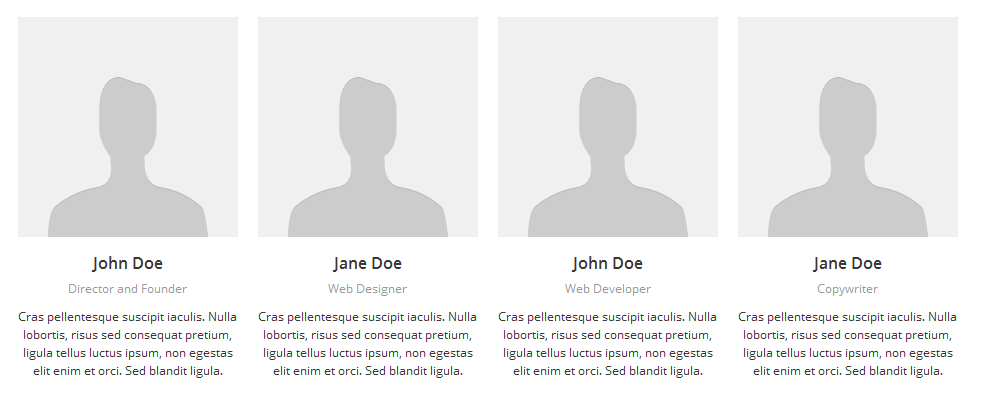 John Doe
Director and Founder
Cras pellentesque suscipit iaculis. Nulla
lobortis, risus sed consequat pretium,
ligula tellus luctus ipsum, non egestas
elit enim et orci. Sed blandit ligula.
Jane Doe
Web Designer
Cras pellentesque suscipit iaculis. Nulla
lobortis, risus sed consequat pretium,
ligula tellus luctus ipsum, non egestas
elit enim et orci. Sed blandit ligula.
John Doe
Web Developer
Cras pellentesque suscipit iaculis. Nulla
lobortis, risus sed consequat pretium,
ligula tellus luctus ipsum, non egestas
elit enim et orci. Sed blandit ligula.
Jane Doe
Copywriter
Cras pellentesque suscipit iaculis. Nulla
lobortis, risus sed consequat pretium,
ligula tellus luctus ipsum, non egestas
elit enim et orci. Sed blandit ligula.